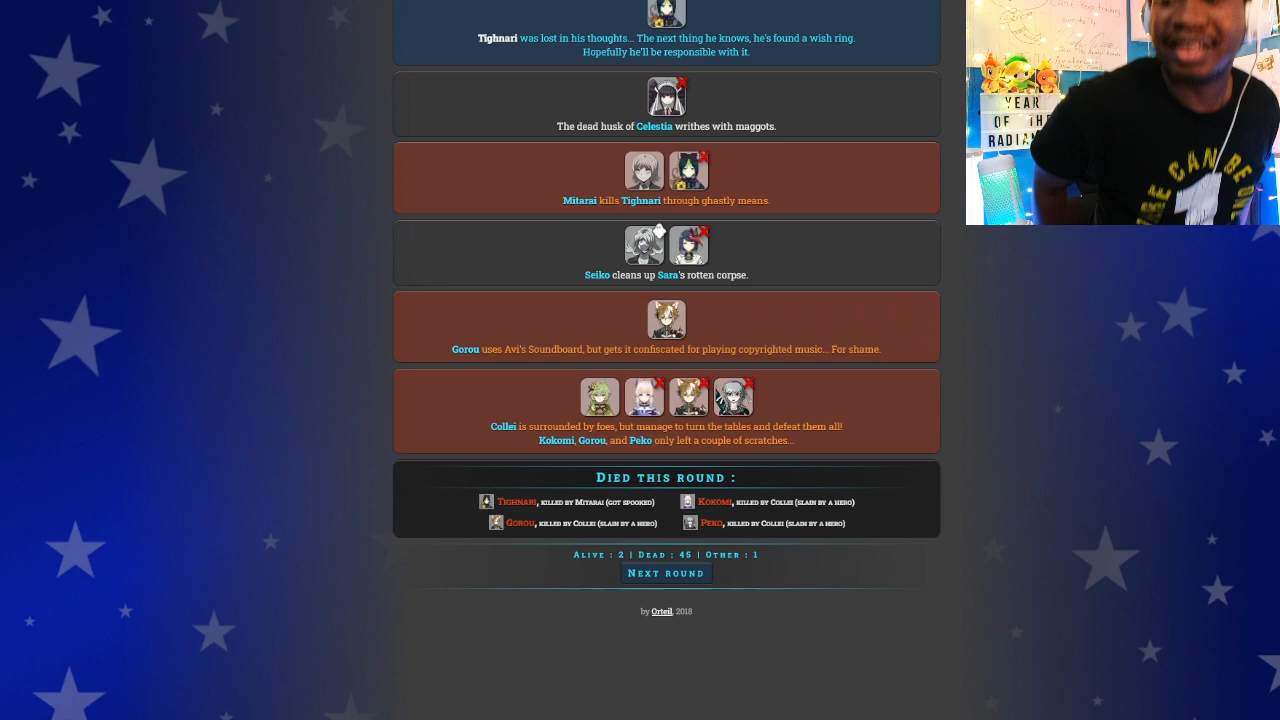 Tighnari was lost in his thoughts... The next thing he knows, he's found a wish ring.
Hopefully he'll be responsible with it.
The dead husk of Celestia writhes with maggots.
Mitarai kills Tighnari through ghastly means.
Seiko cleans up Sara's rotten corpse.
Gorou uses Avi's Soundboard, but gets it confiscated for playing copyrighted music... For shame.
Collei is surrounded by foes, but manage to turn the tables and defeat them all!
Kokomi, Gorou, and Peko only left a couple of scratches...
Died this round :
Tighnari, killed by Mitarai (got spooked)
Kokomi, killed by Collei (slain by a hero)
Gorou, killed by Collei (slain by a hero)
Peko, killed by Collei (slain by a hero)
Alive : 2 | Dead : 45 | Other : 1
Next round
by Orteil, 2018
YEAR
OF THE
RADIAN
CAN BE